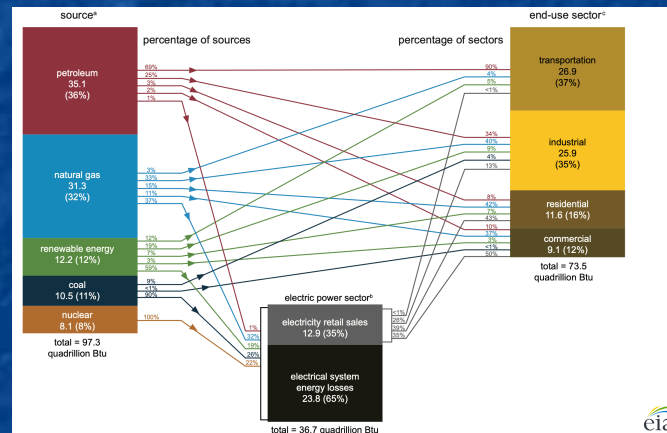 sourceᵃ
end-use sectorᶜ
percentage of sources
percentage of sectors
petroleum
35.1
(36%)
69%
25%
3%
2%
1%
natural gas
31.3
(32%)
3%
33%
15%
11%
37%
renewable energy
12.2 (12%)
12%
19%
7%
3%
59%
coal
10.5 (11%)
9%
<1%
90%
nuclear
8.1 (8%)
100%
total = 97.3
quadrillion Btu
electric power sectorᵇ
1%
32%
19%
26%
22%
electricity retail sales
12.9 (35%)
electrical system
energy losses
23.8 (65%)
<1%
26%
39%
35%
total = 36.7 quadrillion Btu
90%
4%
5%
<1%
transportation
26.9
(37%)
34%
40%
9%
4%
13%
industrial
25.9
(35%)
8%
42%
7%
43%
residential
11.6 (16%)
10%
37%
3%
<1%
50%
commercial
9.1 (12%)
total = 73.5
quadrillion Btu
eia